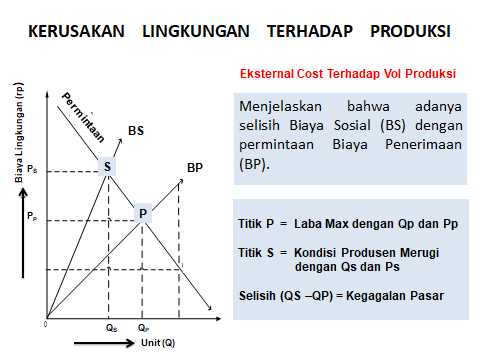 KERUSAKAN LINGKUNGAN TERHADAP PRODUKSI
Eksternal Cost Terhadap Vol Produksi
Menjelaskan bahwa adanya
selisih Biaya Sosial (BS) dengan
permintaan Biaya Penerimaan
(BP).
Titik P = Laba Max dengan Qp dan Pp
Titik S = Kondisi Produsen Merugi
dengan Qs dan Ps
Selisih (QS –QP) = Kegagalan Pasar
Biaya Lingkungan (rp)
Permintaan
BS
BP
S
P
PS
PP
0
QS
QP
Unit (Q)